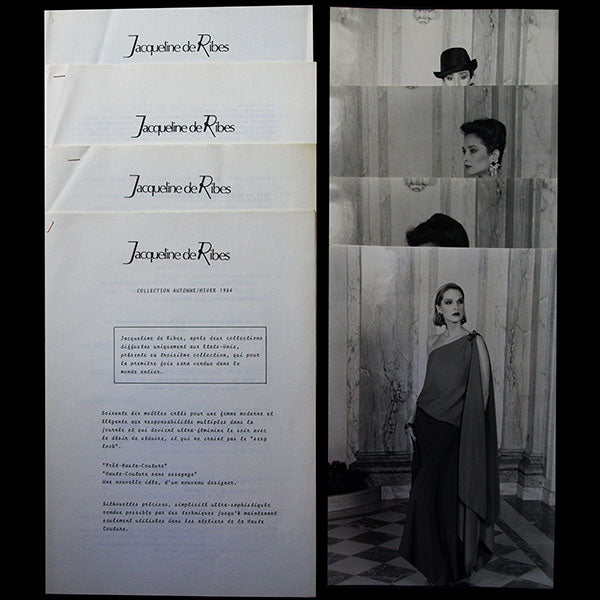 Jacqueline de Ribes
Jacqueline de Ribes
Jacqueline de Ribes
Jacqueline de Ribes
COLLECTION AUTOMNE/HIVER 1984
Jacqueline de Ribes, après deux collections
diffusées uniquement aux Etats-Unis,
présente sa troisième collection, qui pour
la première fois sera vendue dans le
monde entier.
Soixante dix modèles créés pour une femme moderne et
élégante aux responsabilités multiples dans la
journée et qui devient ultra-féminine le soir avec
le désir de séduire, et qui ne craint pas le "sexy
look".
"Prêt-Haute-Couture"
"Haute-Couture sans essayage"
Une nouvelle idée, d'un nouveau designer.
Silhouettes précises, simplicité ultra-sophistiquée
rendue possible par des techniques jusqu'à maintenant
seulement utilisées dans les ateliers de la Haute
Couture.